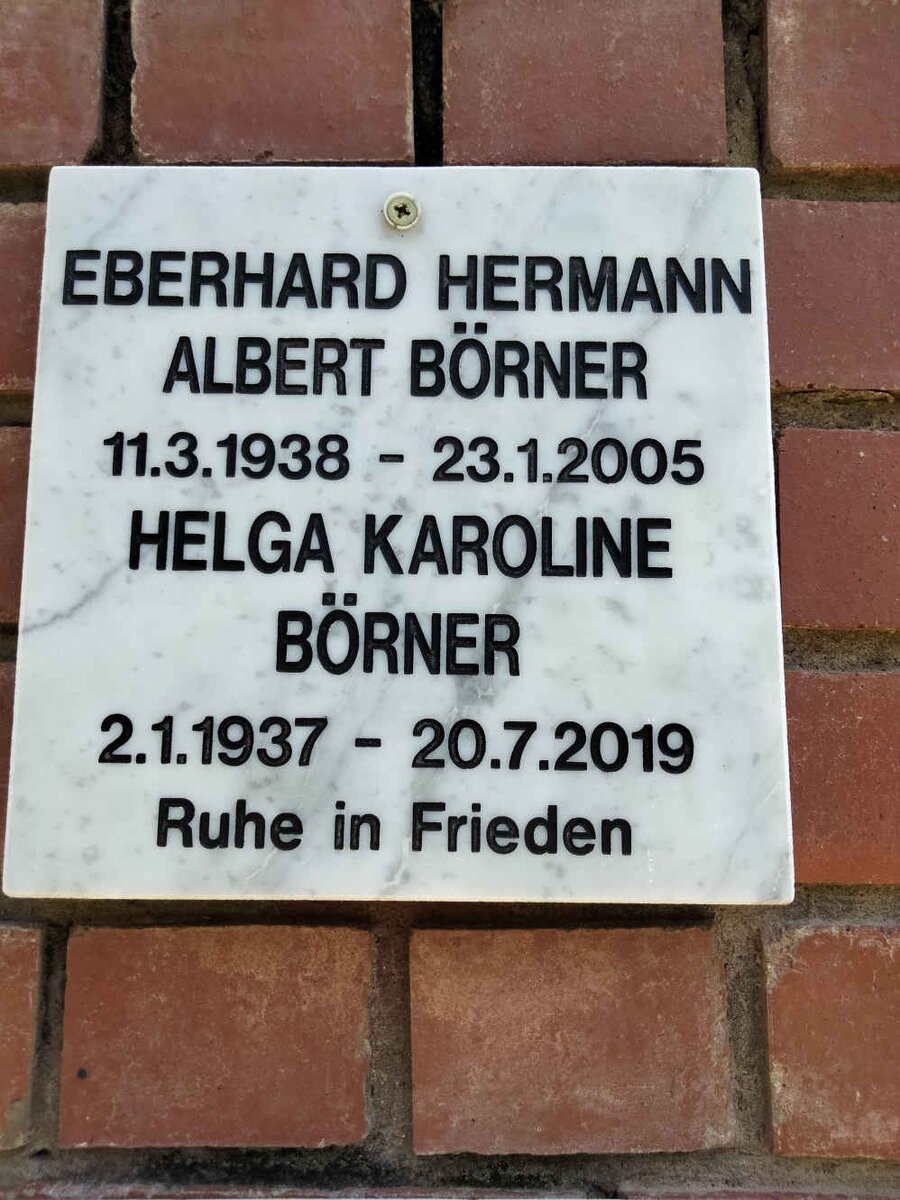 EBERHARD HERMANN
ALBERT BÖRNER
11.3.1938 - 23.1.2005
HELGA KAROLINE
BÖRNER
2.1.1937 - 20.7.2019
Ruhe in Frieden